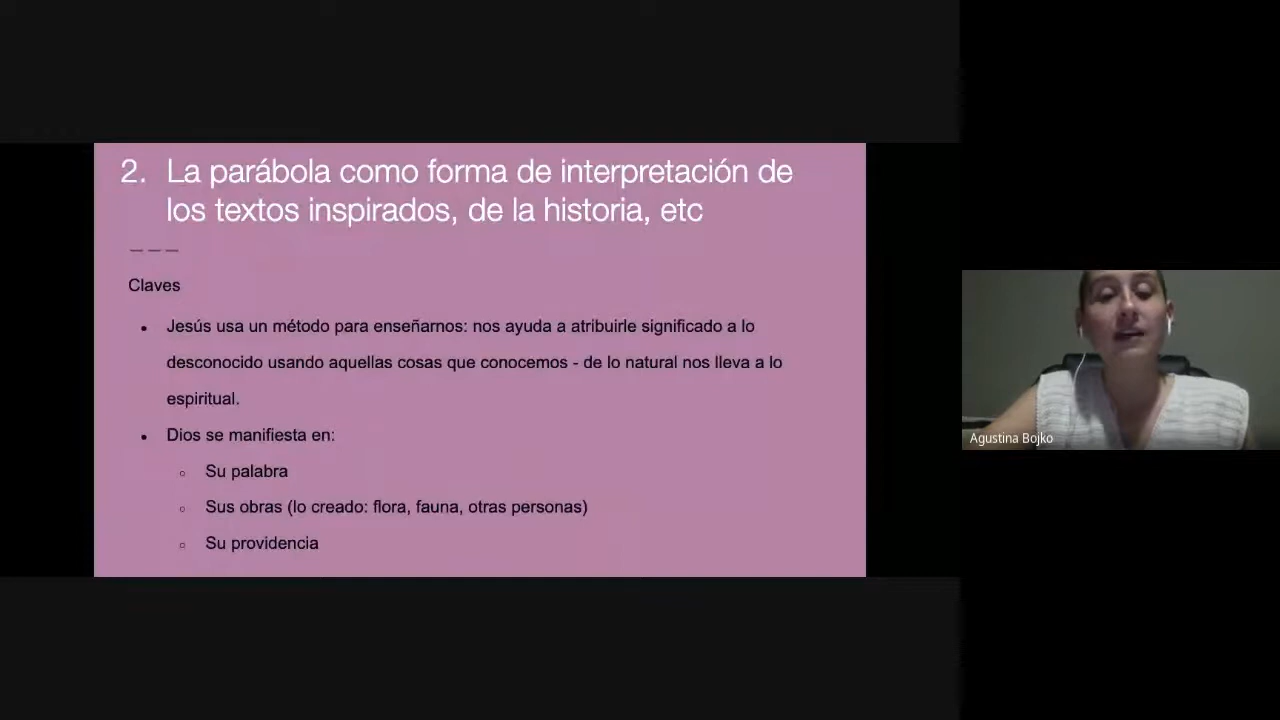 2. La parábola como forma de interpretación de
los textos inspirados, de la historia, etc
Claves
• Jesús usa un método para enseñarnos: nos ayuda a atribuirle significado a lo
desconocido usando aquellas cosas que conocemos - de lo natural nos lleva a lo
espiritual.
• Dios se manifiesta en:
○ Su palabra
○ Sus obras (lo creado: flora, fauna, otras personas)
○ Su providencia
Agustina Bojko